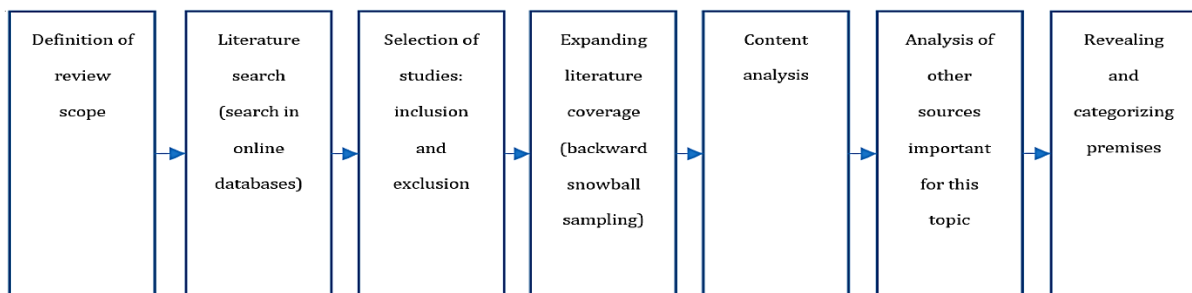 Definition of
review
scope
Literature
search
(search in
online
databases)
Selection of
studies:
inclusion
and
exclusion
Expanding
literature
coverage
(backward
snowball
sampling)
Content
analysis
Analysis of
other
sources
important
for this
topic
Revealing
and
categorizing
premises